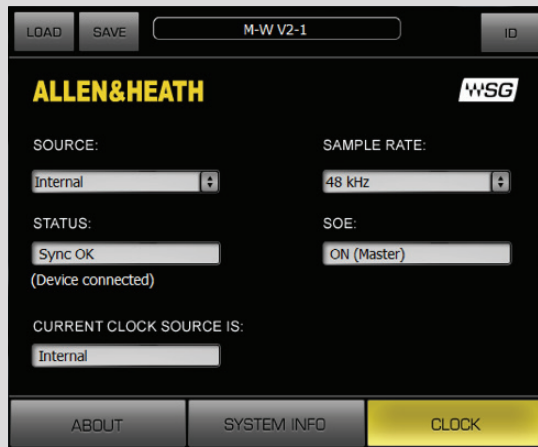 LOAD SAVE M-W V2-1 ID
ALLEN&HEATH WSG
SOURCE: SAMPLE RATE:
Internal 48 kHz
STATUS: SOE:
Sync OK ON (Master)
(Device connected)
CURRENT CLOCK SOURCE IS:
Internal
ABOUT SYSTEM INFO CLOCK